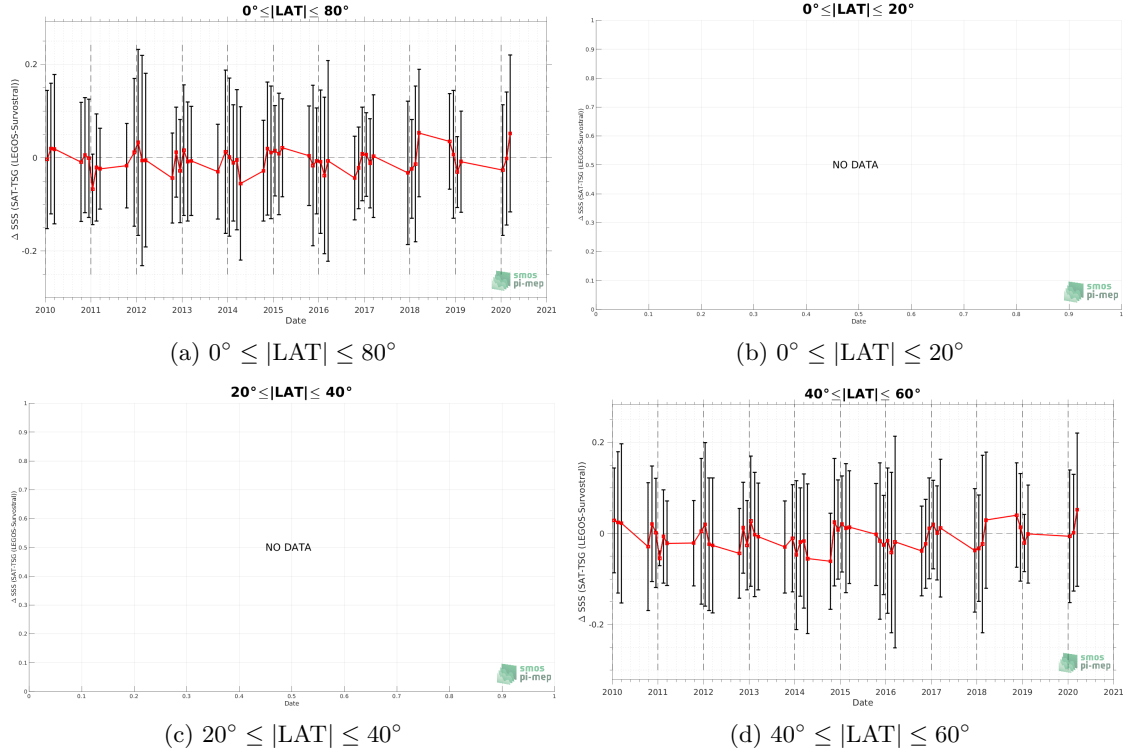 0°≤|LAT|≤ 80°
Δ SSS (SAT-TSG (LEGOS-Survostral))
0.2
0
-0.2
2010 2011 2012 2013 2014 2015 2016 2017 2018 2019 2020 2021
Date
smos
pi-mep
(a) 0° ≤ |LAT| ≤ 80°
0°≤|LAT|≤ 20°
Δ SSS (SAT-TSG (LEGOS-Survostral))
1
0.9
0.8
0.7
0.6
0.5
0.4
0.3
0.2
0.1
0
NO DATA
0 0.1 0.2 0.3 0.4 0.5 0.6 0.7 0.8 0.9 1
Date
smos
pi-mep
(b) 0° ≤ |LAT| ≤ 20°
20°≤|LAT|≤ 40°
Δ SSS (SAT-TSG (LEGOS-Survostral))
1
0.9
0.8
0.7
0.6
0.5
0.4
0.3
0.2
0.1
0
NO DATA
0 0.1 0.2 0.3 0.4 0.5 0.6 0.7 0.8 0.9 1
Date
smos
pi-mep
(c) 20° ≤ |LAT| ≤ 40°
40°≤|LAT|≤ 60°
Δ SSS (SAT-TSG (LEGOS-Survostral))
0.2
0
-0.2
2010 2011 2012 2013 2014 2015 2016 2017 2018 2019 2020 2021
Date
smos
pi-mep
(d) 40° ≤ |LAT| ≤ 60°